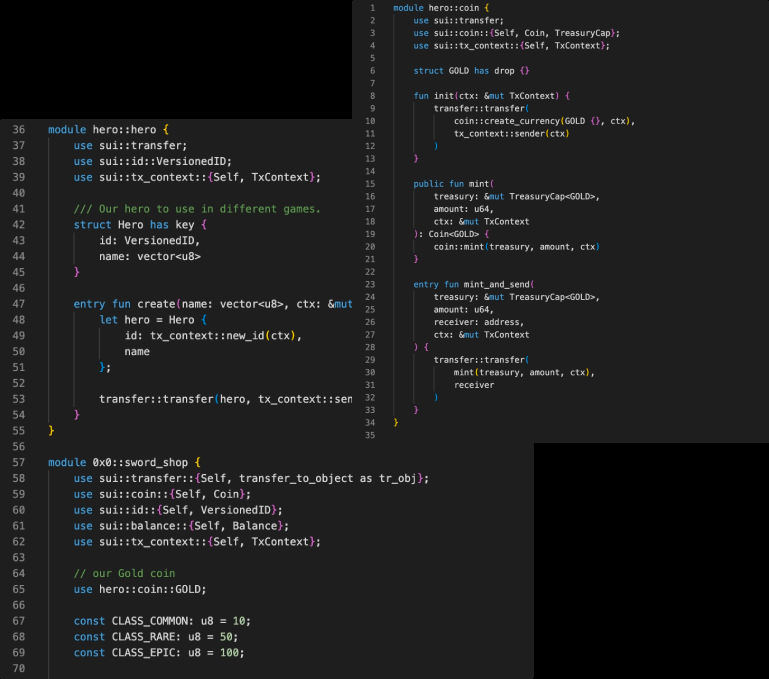 1 module hero::coin {
2 use sui::transfer;
3 use sui::coin::{Self, Coin, TreasuryCap};
4 use sui::tx_context::{Self, TxContext};
5
6 struct GOLD has drop {}
7
8 fun init(ctx: &mut TxContext) {
9 transfer::transfer(
10 coin::create_currency(GOLD {}, ctx),
11 tx_context::sender(ctx)
12 )
13 }
14
15 public fun mint(
16 treasury: &mut TreasuryCap<GOLD>,
17 amount: u64,
18 ctx: &mut TxContext
19 ): Coin<GOLD> {
20 coin::mint(treasury, amount, ctx)
21 }
22
23 entry fun mint_and_send(
24 treasury: &mut TreasuryCap<GOLD>,
25 amount: u64,
26 receiver: address,
27 ctx: &mut TxContext
28 ) {
29 transfer::transfer(
30 mint(treasury, amount, ctx),
31 receiver
32 )
33 }
34 }
35
36 module hero::hero {
37 use sui::transfer;
38 use sui::id::VersionedID;
39 use sui::tx_context::{Self, TxContext};
40
41 /// Our hero to use in different games.
42 struct Hero has key {
43 id: VersionedID,
44 name: vector<u8>
45 }
46
47 entry fun create(name: vector<u8>, ctx: &mut
48 let hero = Hero {
49 id: tx_context::new_id(ctx),
50 name
51 };
52
53 transfer::transfer(hero, tx_context::sen
54 }
55 }
56
57 module 0x0::sword_shop {
58 use sui::transfer::{Self, transfer_to_object as tr_obj};
59 use sui::coin::{Self, Coin};
60 use sui::id::{Self, VersionedID};
61 use sui::balance::{Self, Balance};
62 use sui::tx_context::{Self, TxContext};
63
64 // our Gold coin
65 use hero::coin::GOLD;
66
67 const CLASS_COMMON: u8 = 10;
68 const CLASS_RARE: u8 = 50;
69 const CLASS_EPIC: u8 = 100;
70